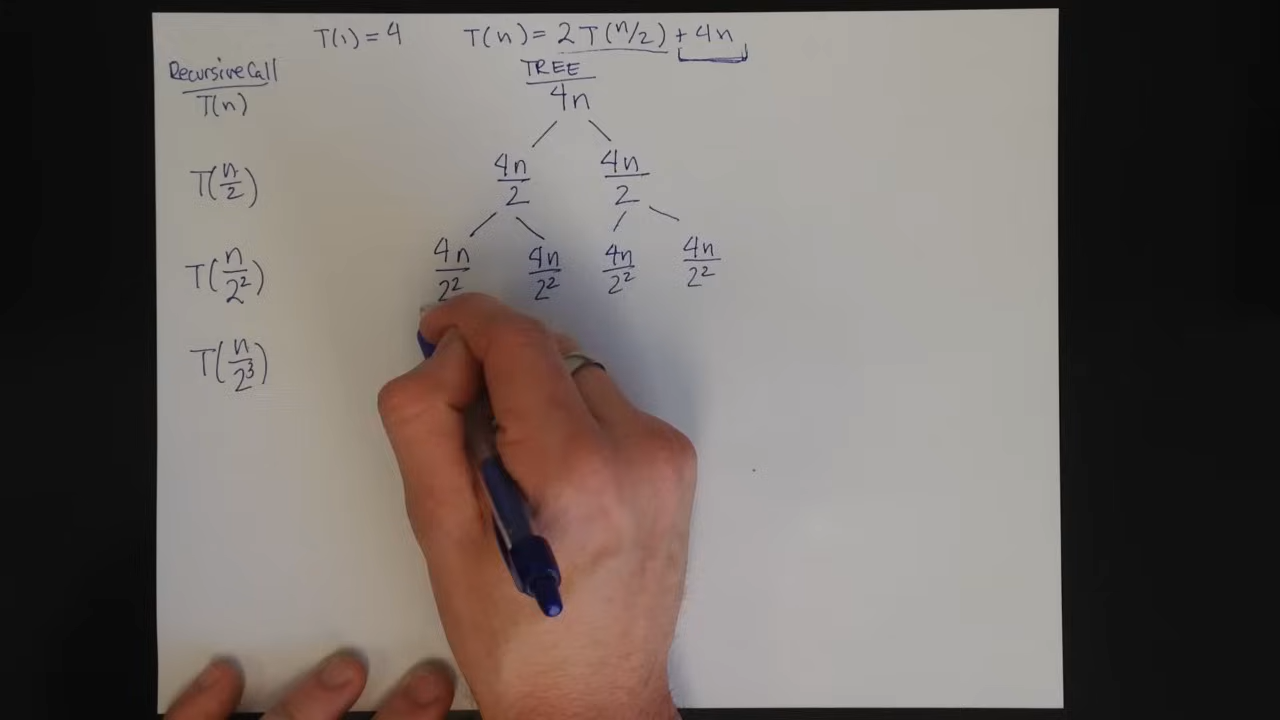 T(1) = 4 T(n) = 2T(n/2) + 4n
Recursive Call TREE
T(n) 4n
T(n/2) 4n/2 4n/2
T(n/2²) 4n/2² 4n/2² 4n/2² 4n/2²
T(n/2³)